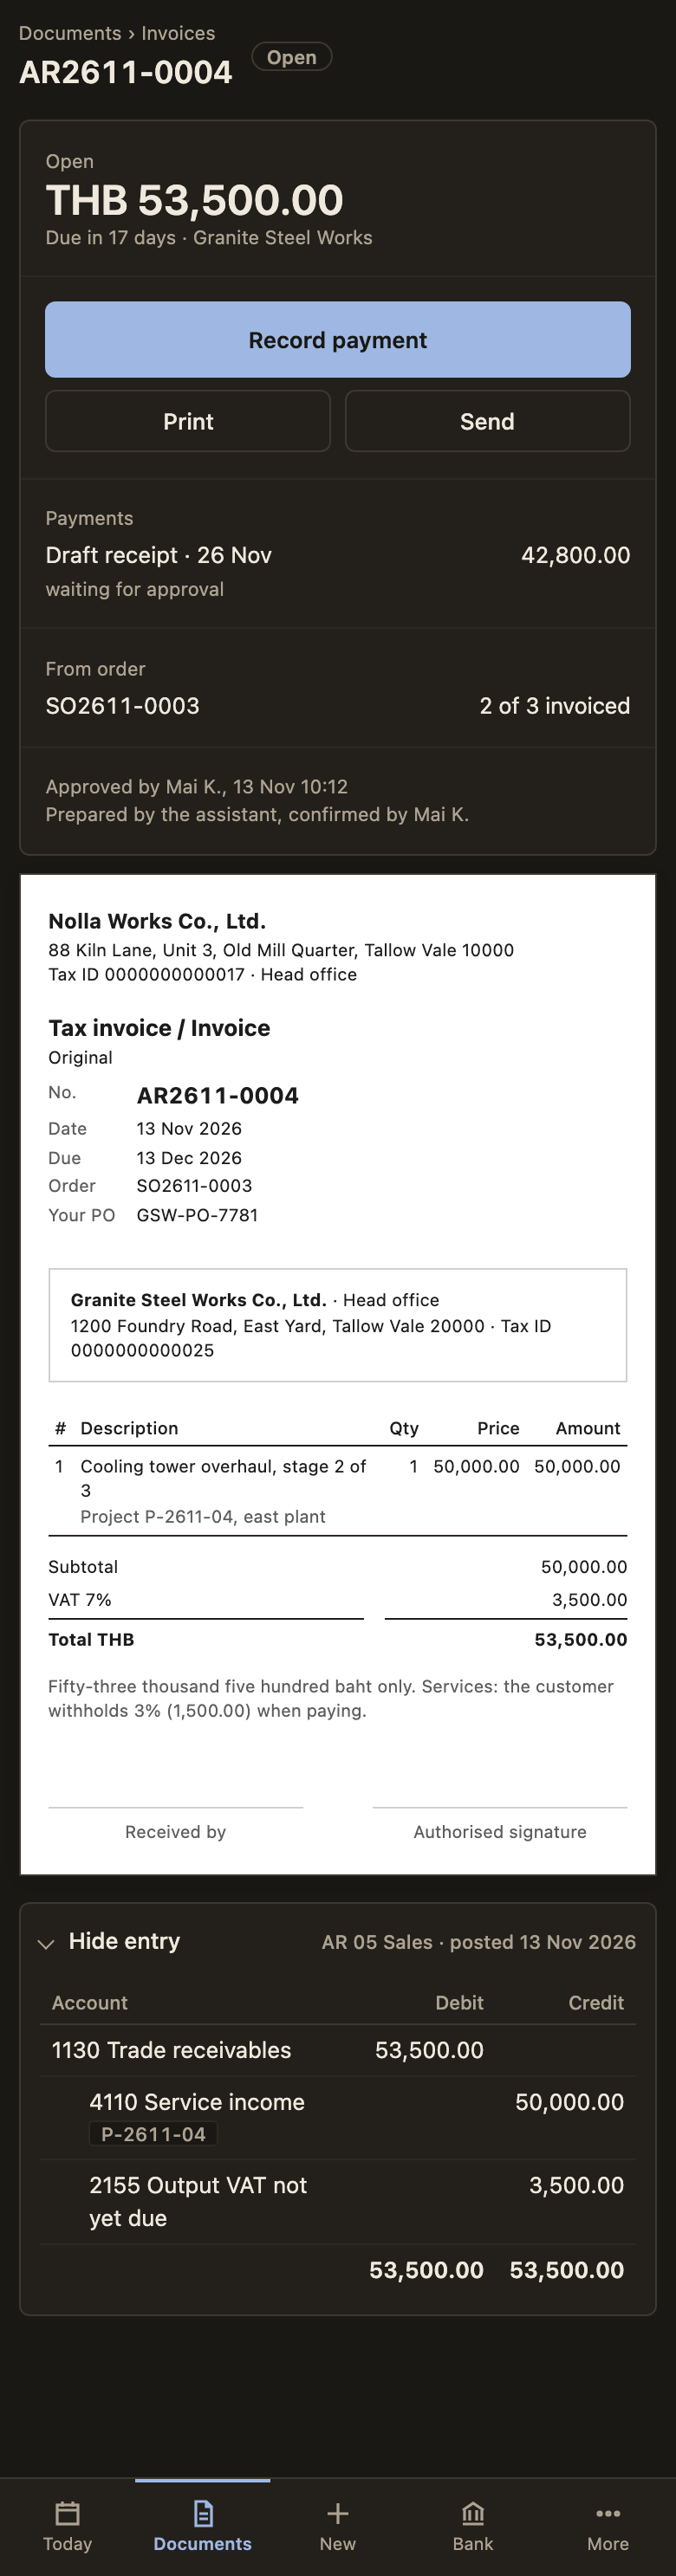 Documents › Invoices
AR2611-0004
Open
Open
THB 53,500.00
Due in 17 days · Granite Steel Works
Record payment
Print
Send
Payments
Draft receipt · 26 Nov 42,800.00
waiting for approval
From order
SO2611-0003 2 of 3 invoiced
Approved by Mai K., 13 Nov 10:12
Prepared by the assistant, confirmed by Mai K.
Nolla Works Co., Ltd.
88 Kiln Lane, Unit 3, Old Mill Quarter, Tallow Vale 10000
Tax ID 0000000000017 · Head office
Tax invoice / Invoice
Original
No. AR2611-0004
Date 13 Nov 2026
Due 13 Dec 2026
Order SO2611-0003
Your PO GSW-PO-7781
Granite Steel Works Co., Ltd. · Head office
1200 Foundry Road, East Yard, Tallow Vale 20000 · Tax ID
0000000000025
# Description Qty Price Amount
1 Cooling tower overhaul, stage 2 of 1 50,000.00 50,000.00
3
Project P-2611-04, east plant
Subtotal 50,000.00
VAT 7% 3,500.00
Total THB 53,500.00
Fifty-three thousand five hundred baht only. Services: the customer
withholds 3% (1,500.00) when paying.
Received by Authorised signature
Hide entry AR 05 Sales · posted 13 Nov 2026
Account Debit Credit
1130 Trade receivables 53,500.00
4110 Service income 50,000.00
P-2611-04
2155 Output VAT not 3,500.00
yet due
53,500.00 53,500.00
Today
Documents
New
Bank
More